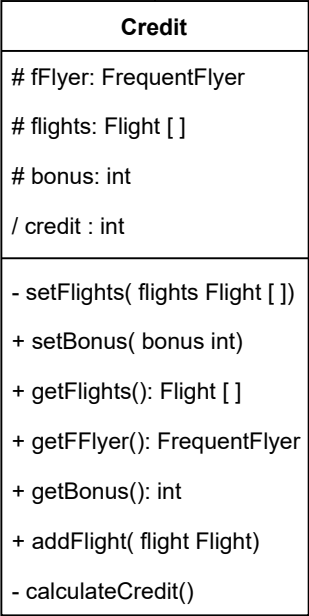 Credit
# fFlyer: FrequentFlyer
# flights: Flight [ ]
# bonus: int
/ credit : int
- setFlights( flights Flight [ ])
+ setBonus( bonus int)
+ getFlights(): Flight [ ]
+ getFFlyer(): FrequentFlyer
+ getBonus(): int
+ addFlight( flight Flight)
- calculateCredit()